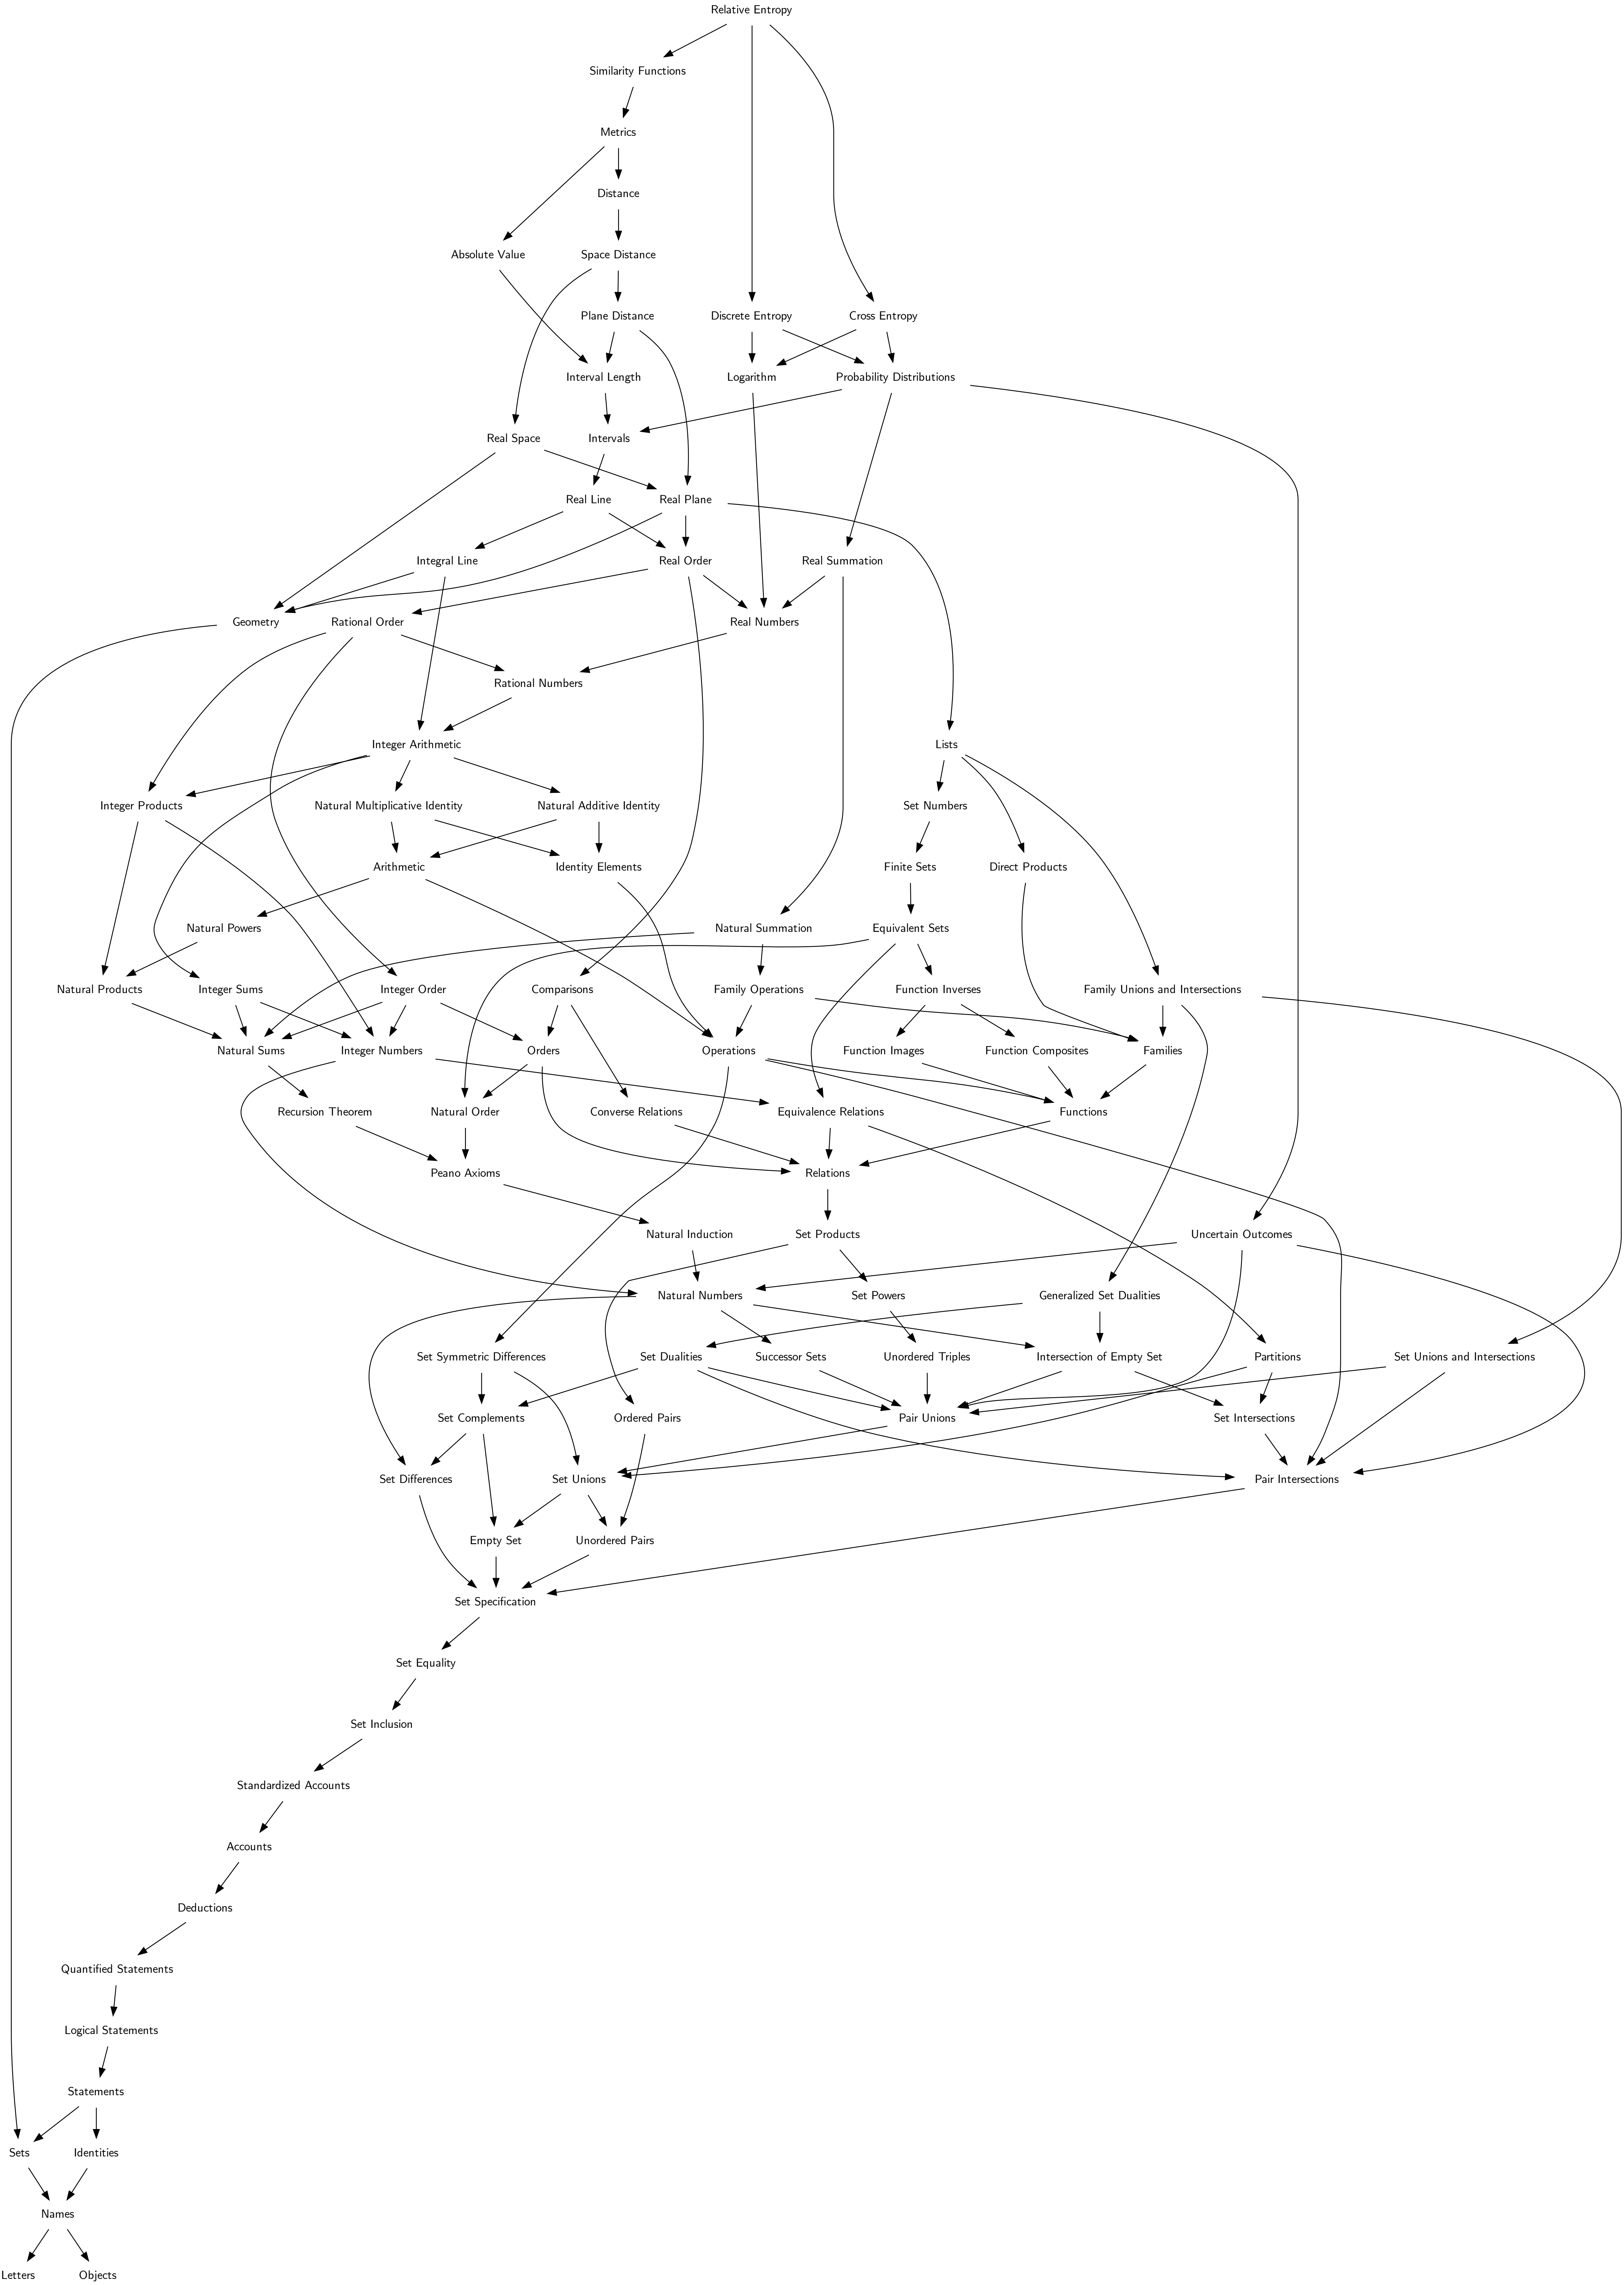 Relative Entropy
Similarity Functions
Metrics
Distance
Absolute Value
Space Distance
Plane Distance
Discrete Entropy
Cross Entropy
Interval Length
Logarithm
Probability Distributions
Real Space
Intervals
Real Line
Real Plane
Integral Line
Real Order
Real Summation
Geometry
Rational Order
Real Numbers
Rational Numbers
Integer Arithmetic
Lists
Integer Products
Natural Multiplicative Identity
Natural Additive Identity
Set Numbers
Arithmetic
Identity Elements
Finite Sets
Direct Products
Natural Powers
Natural Summation
Equivalent Sets
Natural Products
Integer Sums
Integer Order
Comparisons
Family Operations
Function Inverses
Family Unions and Intersections
Natural Sums
Integer Numbers
Orders
Operations
Function Images
Function Composites
Families
Recursion Theorem
Natural Order
Converse Relations
Equivalence Relations
Functions
Peano Axioms
Relations
Natural Induction
Set Products
Uncertain Outcomes
Natural Numbers
Set Powers
Generalized Set Dualities
Set Symmetric Differences
Set Dualities
Successor Sets
Unordered Triples
Intersection of Empty Set
Partitions
Set Unions and Intersections
Set Complements
Ordered Pairs
Pair Unions
Set Intersections
Set Differences
Set Unions
Pair Intersections
Empty Set
Unordered Pairs
Set Specification
Set Equality
Set Inclusion
Standardized Accounts
Accounts
Deductions
Quantified Statements
Logical Statements
Statements
Sets
Identities
Names
Letters
Objects